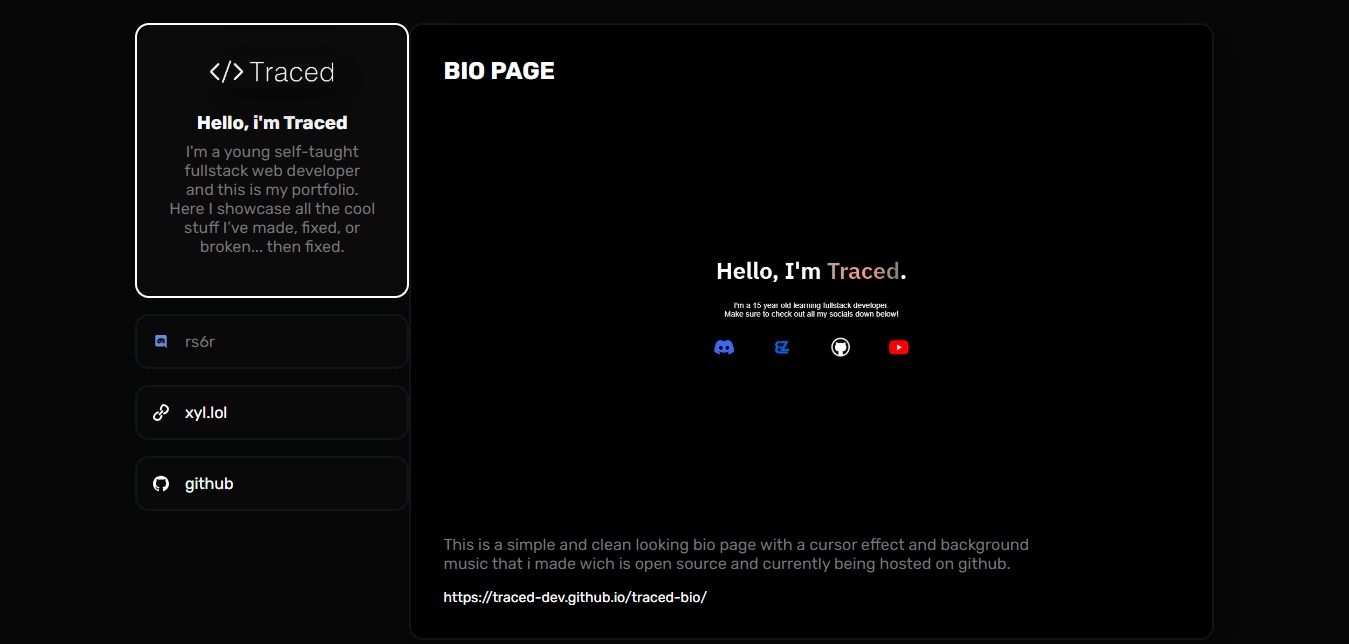 </> Traced
Hello, i'm Traced
I'm a young self-taught
fullstack web developer
and this is my portfolio.
Here I showcase all the cool
stuff I've made, fixed, or
broken... then fixed.
rs6r
xyl.lol
github
BIO PAGE
Hello, I'm Traced.
I'm a 15 year old learning fullstack developer.
Make sure to check out all my socials down below!
EZ
This is a simple and clean looking bio page with a cursor effect and background
music that i made wich is open source and currently being hosted on github.
https://traced-dev.github.io/traced-bio/